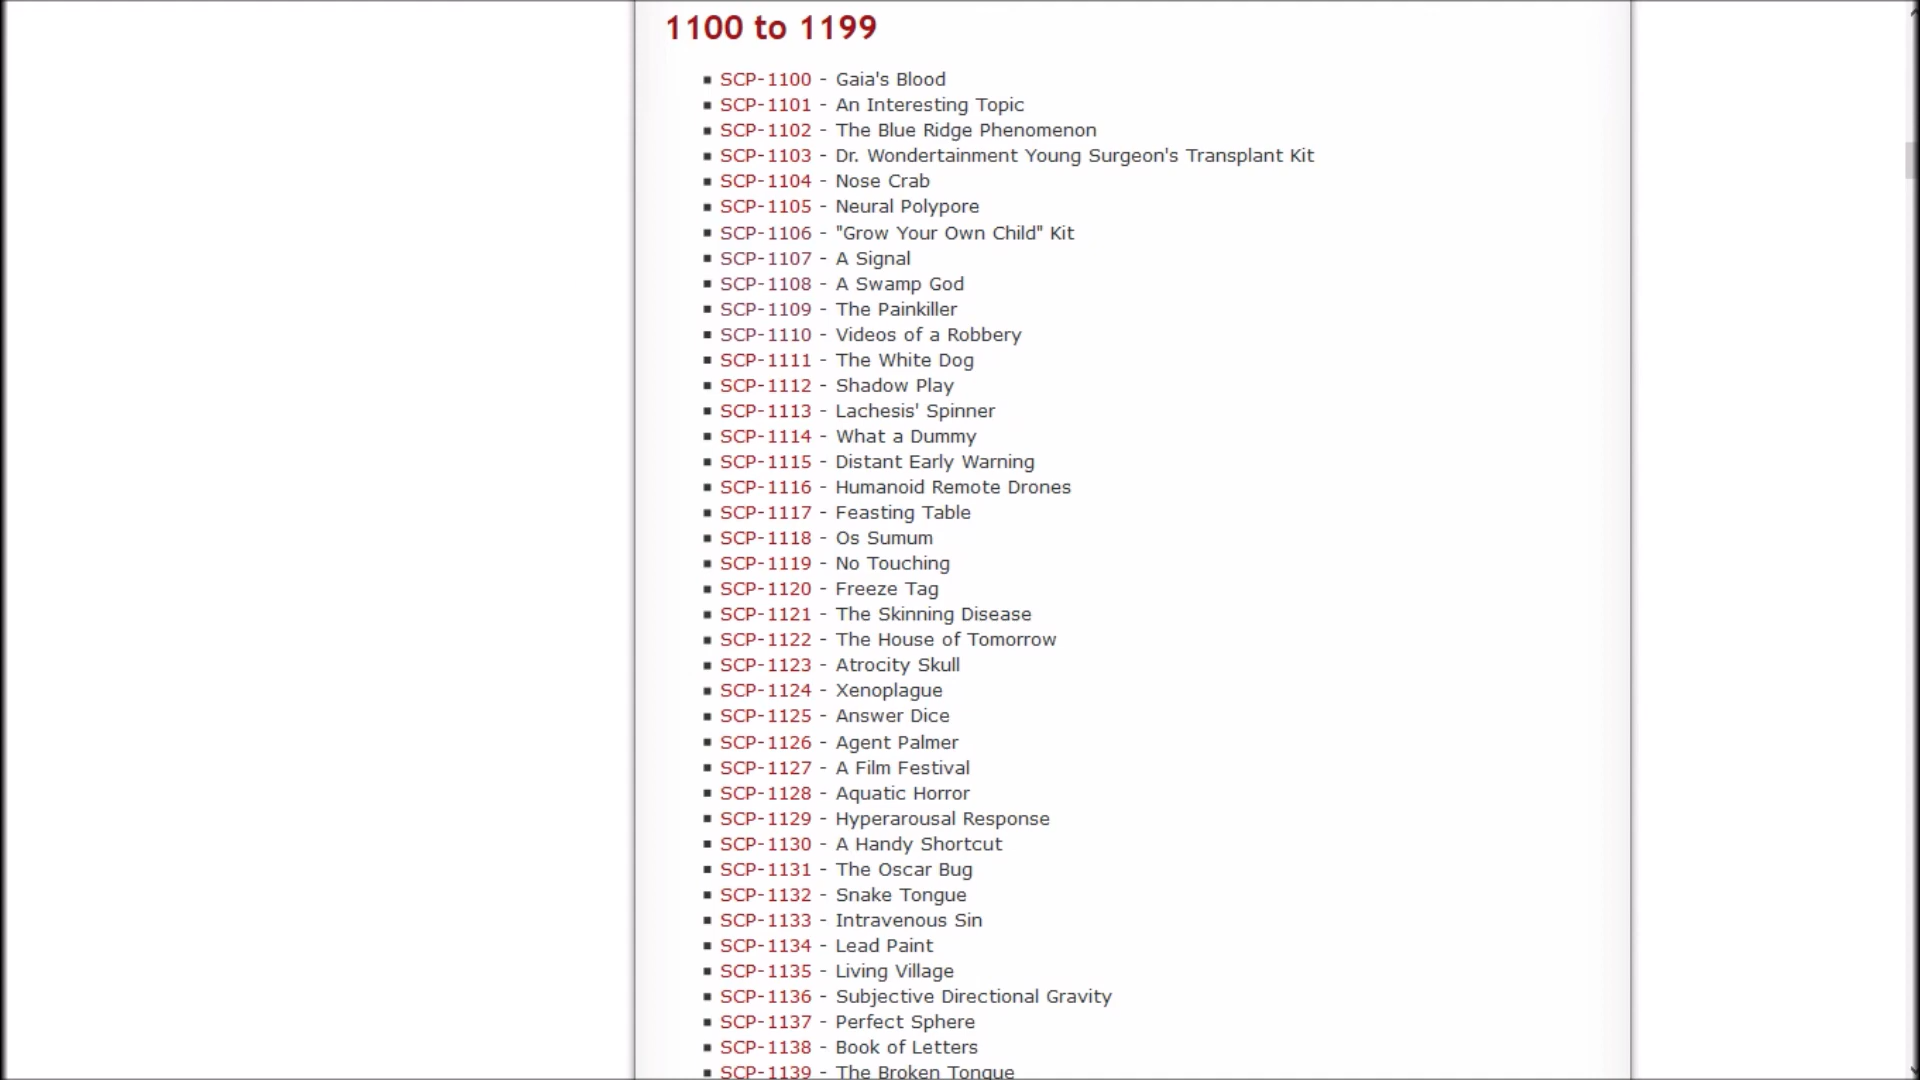 1100 to 1199
SCP-1100 - Gaia's Blood
SCP-1101 - An Interesting Topic
SCP-1102 - The Blue Ridge Phenomenon
SCP-1103 - Dr. Wondertainment Young Surgeon's Transplant Kit
SCP-1104 - Nose Crab
SCP-1105 - Neural Polypore
SCP-1106 - "Grow Your Own Child" Kit
SCP-1107 - A Signal
SCP-1108 - A Swamp God
SCP-1109 - The Painkiller
SCP-1110 - Videos of a Robbery
SCP-1111 - The White Dog
SCP-1112 - Shadow Play
SCP-1113 - Lachesis' Spinner
SCP-1114 - What a Dummy
SCP-1115 - Distant Early Warning
SCP-1116 - Humanoid Remote Drones
SCP-1117 - Feasting Table
SCP-1118 - Os Sumum
SCP-1119 - No Touching
SCP-1120 - Freeze Tag
SCP-1121 - The Skinning Disease
SCP-1122 - The House of Tomorrow
SCP-1123 - Atrocity Skull
SCP-1124 - Xenoplague
SCP-1125 - Answer Dice
SCP-1126 - Agent Palmer
SCP-1127 - A Film Festival
SCP-1128 - Aquatic Horror
SCP-1129 - Hyperarousal Response
SCP-1130 - A Handy Shortcut
SCP-1131 - The Oscar Bug
SCP-1132 - Snake Tongue
SCP-1133 - Intravenous Sin
SCP-1134 - Lead Paint
SCP-1135 - Living Village
SCP-1136 - Subjective Directional Gravity
SCP-1137 - Perfect Sphere
SCP-1138 - Book of Letters
SCP-1139 - The Broken Tongue